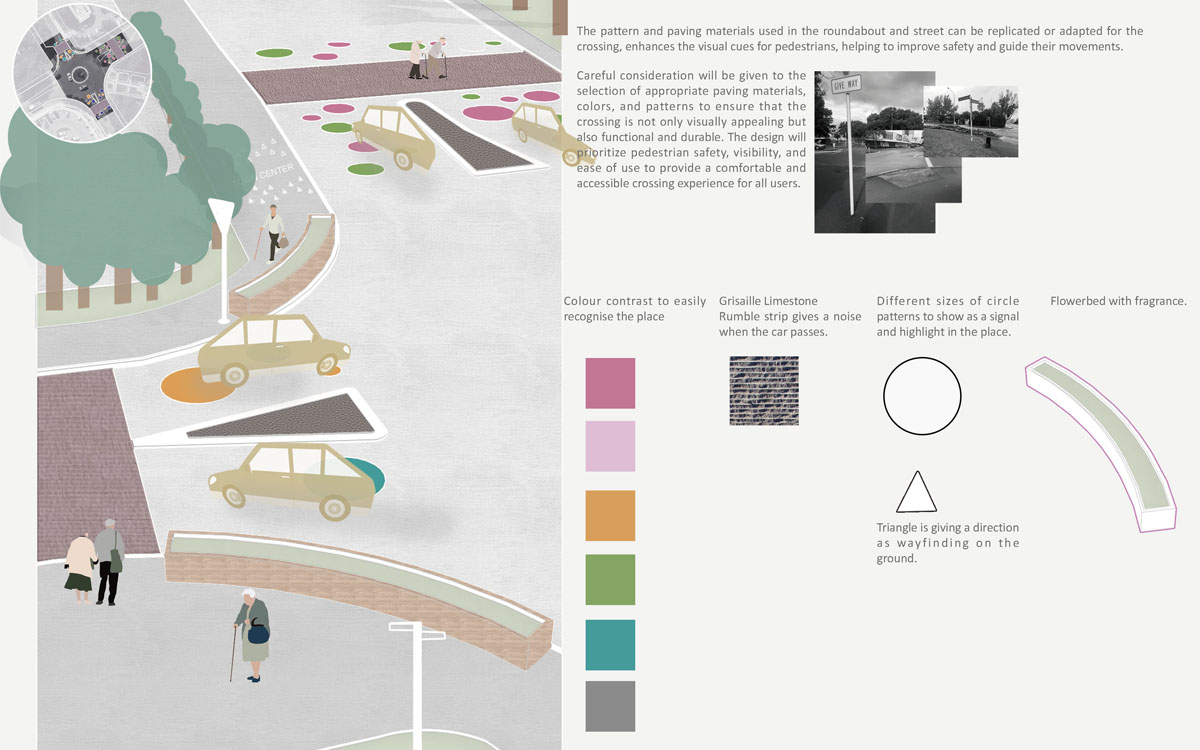 The pattern and paving materials used in the roundabout and street can be replicated or adapted for the
crossing, enhances the visual cues for pedestrians, helping to improve safety and guide their movements.
Careful consideration will be given to the
selection of appropriate paving materials,
colors, and patterns to ensure that the
crossing is not only visually appealing but
also functional and durable. The design will
prioritize pedestrian safety, visibility, and
ease of use to provide a comfortable and
accessible crossing experience for all users.
GIVE WAY
CENTER
Colour contrast to easily
recognise the place
Grisaille Limestone
Rumble strip gives a noise
when the car passes.
Different sizes of circle
patterns to show as a signal
and highlight in the place.
Flowerbed with fragrance.
Triangle is giving a direction
as wayfinding on the
ground.